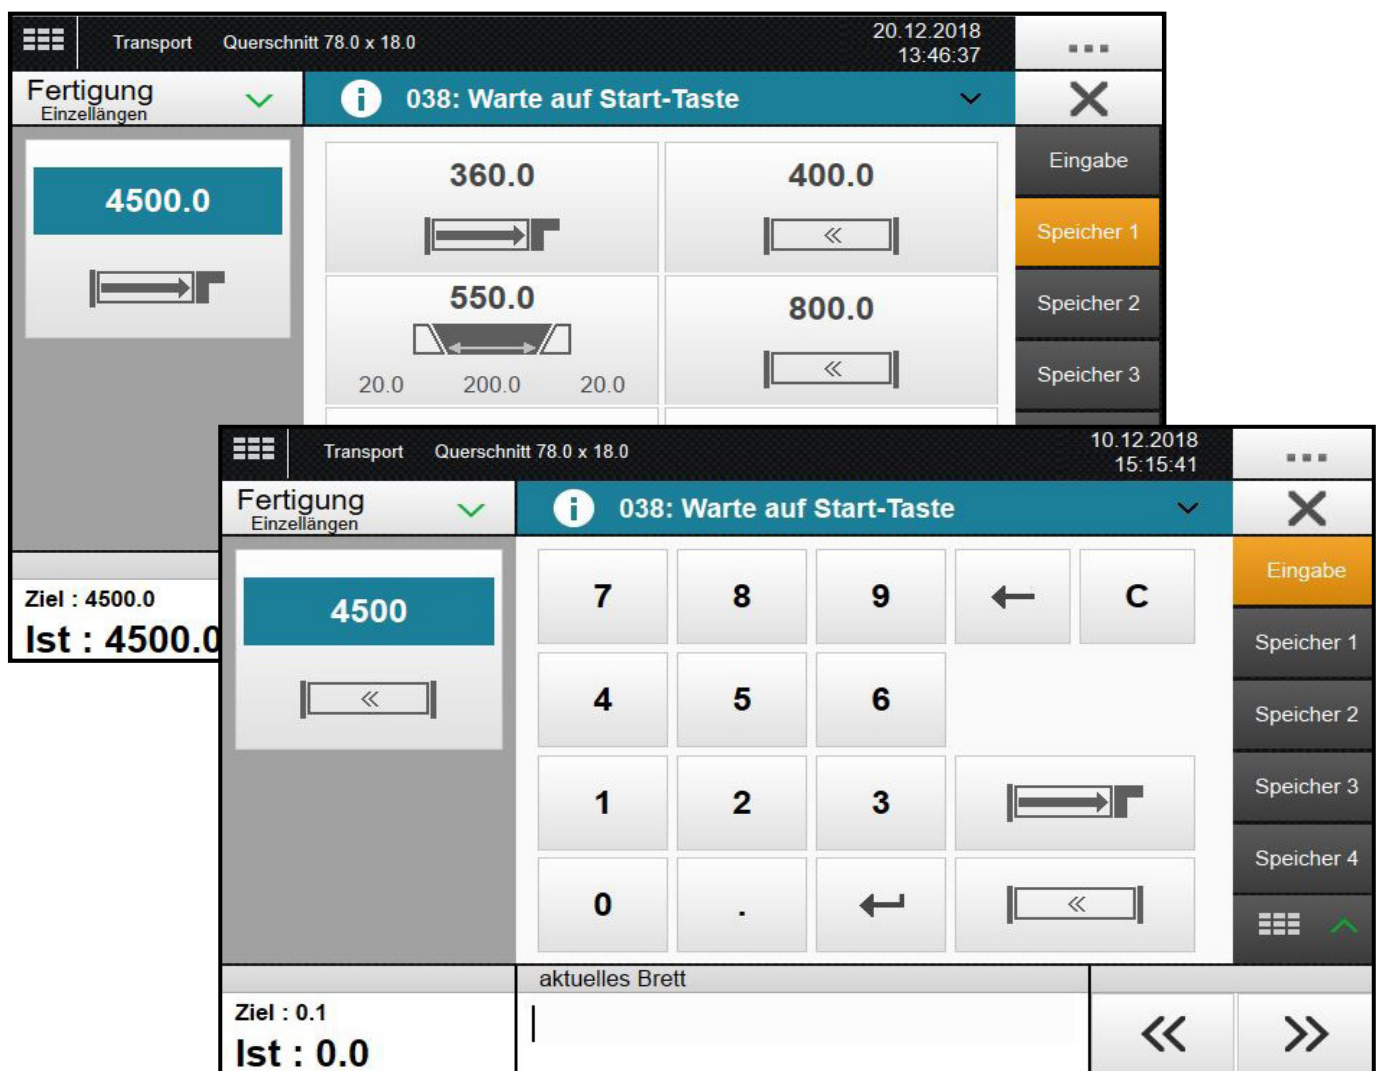 Transport Querschnitt 78.0 x 18.0
20.12.2018
13:46:37
Fertigung
Einzellängen
038: Warte auf Start-Taste
4500.0
360.0
400.0
550.0
20.0 200.0 20.0
800.0
Eingabe
Speicher 1
Speicher 2
Speicher 3
Ziel : 4500.0
Ist : 4500.0
Transport Querschnitt 78.0 x 18.0
10.12.2018
15:15:41
Fertigung
Einzellängen
038: Warte auf Start-Taste
4500
7 8 9 C
4 5 6
1 2 3
0 .
Eingabe
Speicher 1
Speicher 2
Speicher 3
Speicher 4
aktuelles Brett
Ziel : 0.1
Ist : 0.0